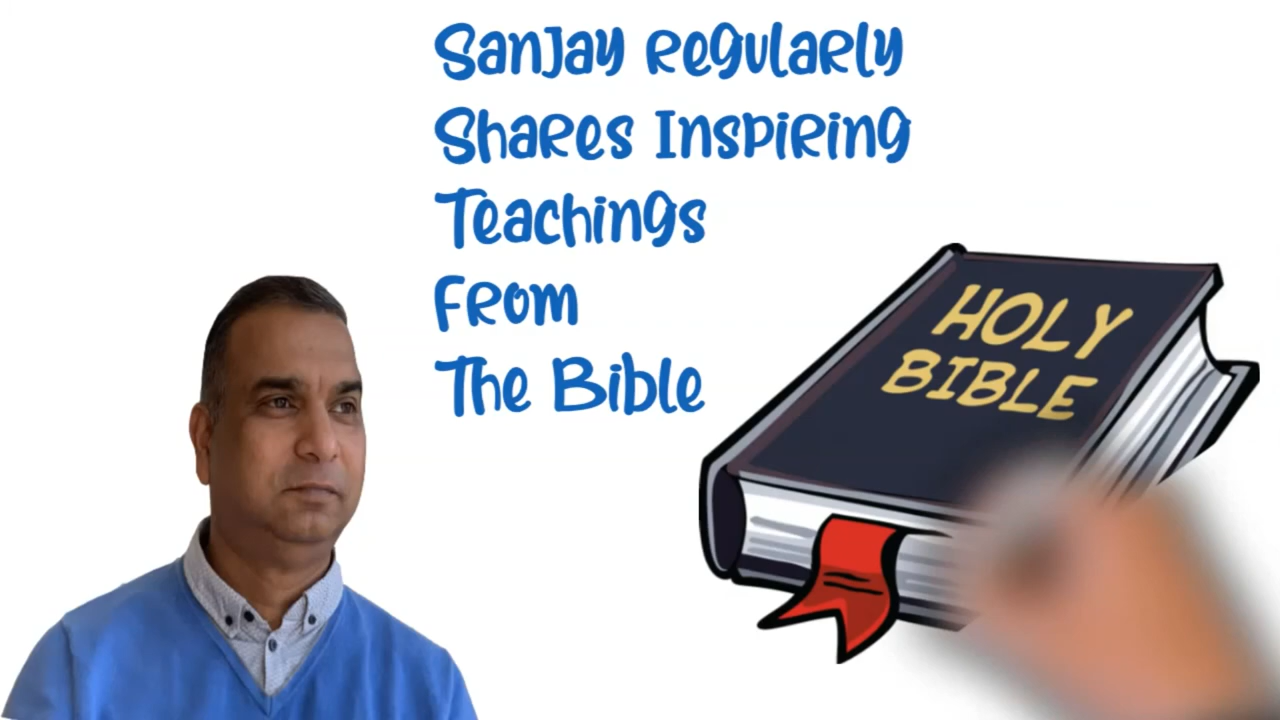 Sanjay Regularly
Shares Inspiring
Teachings
From
The Bible
HOLY
BIBLE